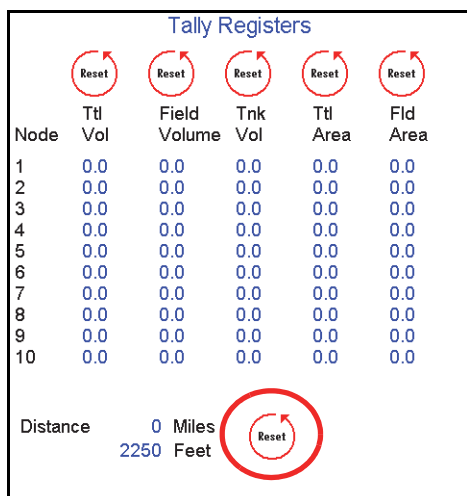 Tally Registers
Reset Reset Reset Reset Reset
Ttl Field Tnk Ttl Fld
Node Vol Volume Vol Area Area
1 0.0 0.0 0.0 0.0 0.0
2 0.0 0.0 0.0 0.0 0.0
3 0.0 0.0 0.0 0.0 0.0
4 0.0 0.0 0.0 0.0 0.0
5 0.0 0.0 0.0 0.0 0.0
6 0.0 0.0 0.0 0.0 0.0
7 0.0 0.0 0.0 0.0 0.0
8 0.0 0.0 0.0 0.0 0.0
9 0.0 0.0 0.0 0.0 0.0
10 0.0 0.0 0.0 0.0 0.0
Distance 0 Miles
Reset
2250 Feet